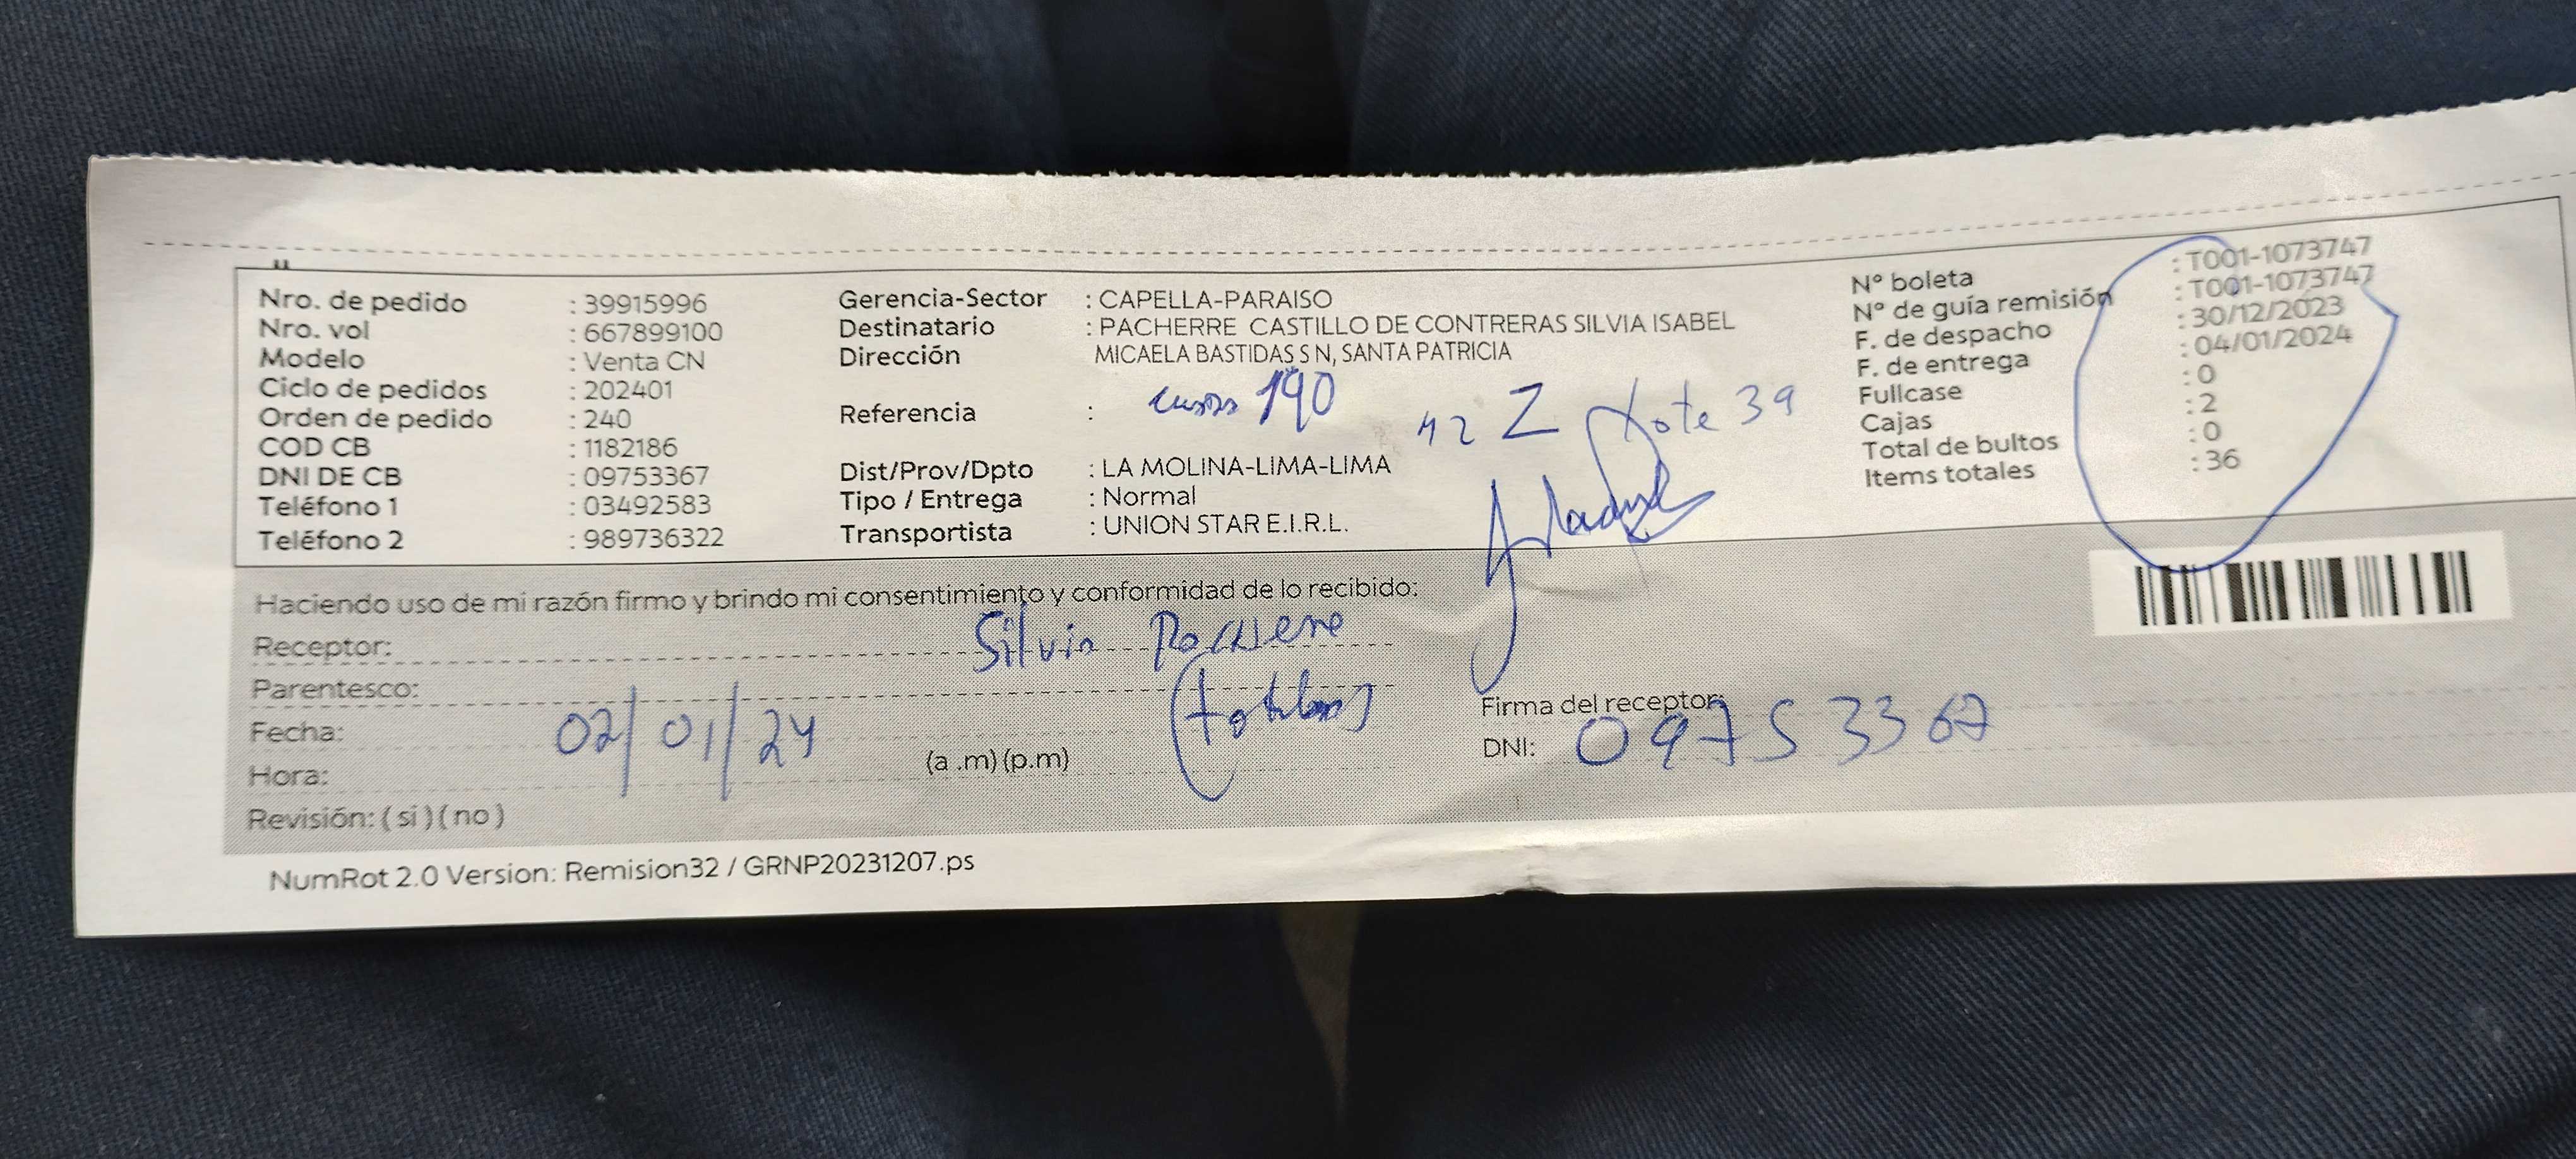 Nro. de pedido : 39915996
Nro. vol : 667899100
Modelo : Venta CN
Ciclo de pedidos : 202401
Orden de pedido : 240
COD CB : 1182186
DNI DE CB : 09753367
Teléfono 1 : 03492583
Teléfono 2 : 989736322
Gerencia-Sector : CAPELLA-PARAISO
Destinatario : PACHERRE CASTILLO DE CONTRERAS SILVIA ISABEL
Dirección MICAELA BASTIDAS S N, SANTA PATRICIA
190
Referencia : Z Lote 39
Dist/Prov/Dpto : LA MOLINA-LIMA-LIMA
Tipo / Entrega : Normal
Transportista : UNION STAR E.I.R.L.
N° boleta : T001-1073747
N° de guía remisión : T001-1073747
F. de despacho : 30/12/2023
F. de entrega : 04/01/2024
Fullcase : 0
Cajas : 2
Total de bultos : 0
Items totales : 36
Haciendo uso de mi razón firmo y brindo mi consentimiento y conformidad de lo recibido:
Receptor: Silvia
Parentesco:
Fecha: 02/01/24
Hora: (a .m) (p.m)
Revisión: ( si ) ( no )
Firma del receptor:
DNI: 09753367
NumRot 2.0 Version: Remision32 / GRNP20231207.ps